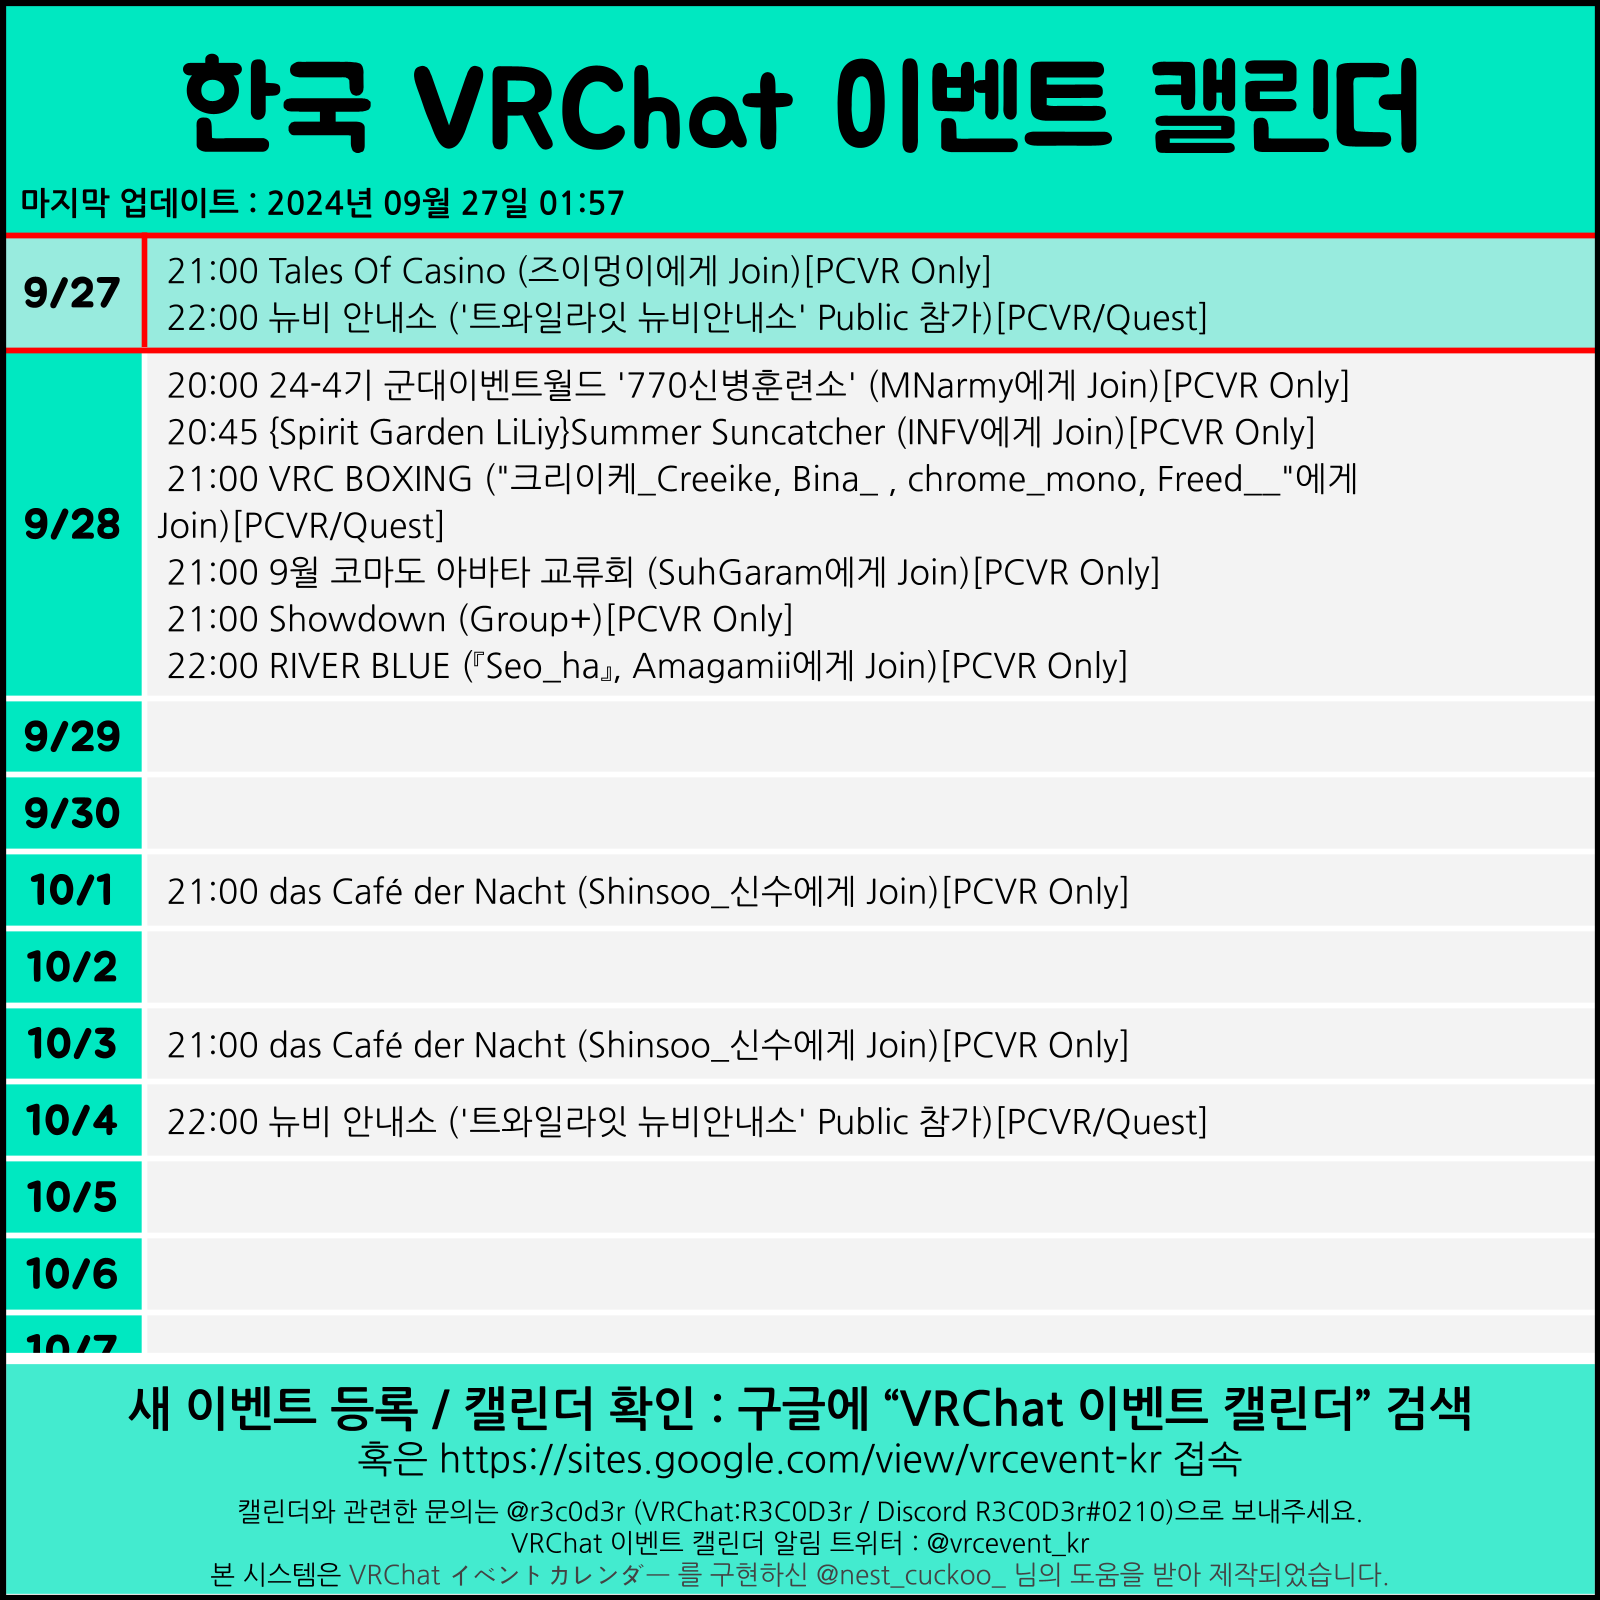 한국 VRChat 이벤트 캘린더
마지막 업데이트 : 2024년 09월 27일 01:57
9/27
21:00 Tales Of Casino (즈이멍이에게 Join)[PCVR Only]
22:00 뉴비 안내소 ('트와일라잇 뉴비안내소' Public 참가)[PCVR/Quest]
9/28
20:00 24-4기 군대이벤트월드 '770신병훈련소' (MNarmy에게 Join)[PCVR Only]
20:45 {Spirit Garden LiLiy}Summer Suncatcher (INFV에게 Join)[PCVR Only]
21:00 VRC BOXING ("크리이케_Creeike, Bina_ , chrome_mono, Freed__"에게
Join)[PCVR/Quest]
21:00 9월 코마도 아바타 교류회 (SuhGaram에게 Join)[PCVR Only]
21:00 Showdown (Group+)[PCVR Only]
22:00 RIVER BLUE (『Seo_ha』, Amagamii에게 Join)[PCVR Only]
9/29
9/30
10/1
21:00 das Café der Nacht (Shinsoo_신수에게 Join)[PCVR Only]
10/2
10/3
21:00 das Café der Nacht (Shinsoo_신수에게 Join)[PCVR Only]
10/4
22:00 뉴비 안내소 ('트와일라잇 뉴비안내소' Public 참가)[PCVR/Quest]
10/5
10/6
10/7
새 이벤트 등록 / 캘린더 확인 : 구글에 “VRChat 이벤트 캘린더” 검색
혹은 https://sites.google.com/view/vrcevent-kr 접속
캘린더와 관련한 문의는 @r3c0d3r (VRChat:R3C0D3r / Discord R3C0D3r#0210)으로 보내주세요.
VRChat 이벤트 캘린더 알림 트위터 : @vrcevent_kr
본 시스템은 VRChat イベントカレンダー 를 구현하신 @nest_cuckoo_ 님의 도움을 받아 제작되었습니다.